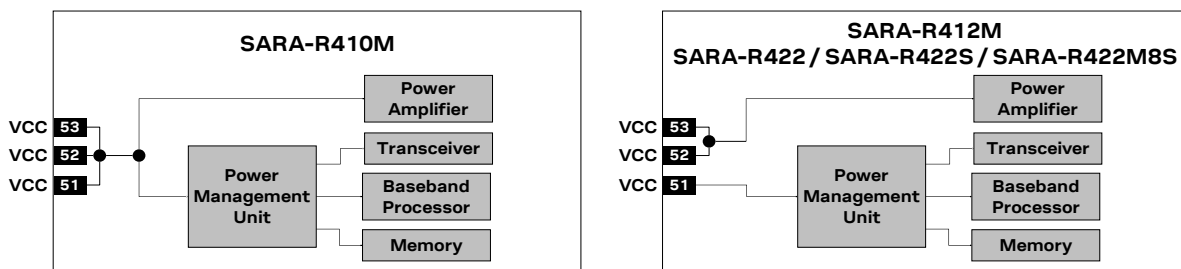 SARA-R410M
Power
Amplifier
VCC 53
VCC 52
VCC 51
Power
Management
Unit
Transceiver
Baseband
Processor
Memory
SARA-R412M
SARA-R422 / SARA-R422S / SARA-R422M8S
Power
Amplifier
VCC 53
VCC 52
VCC 51
Power
Management
Unit
Transceiver
Baseband
Processor
Memory